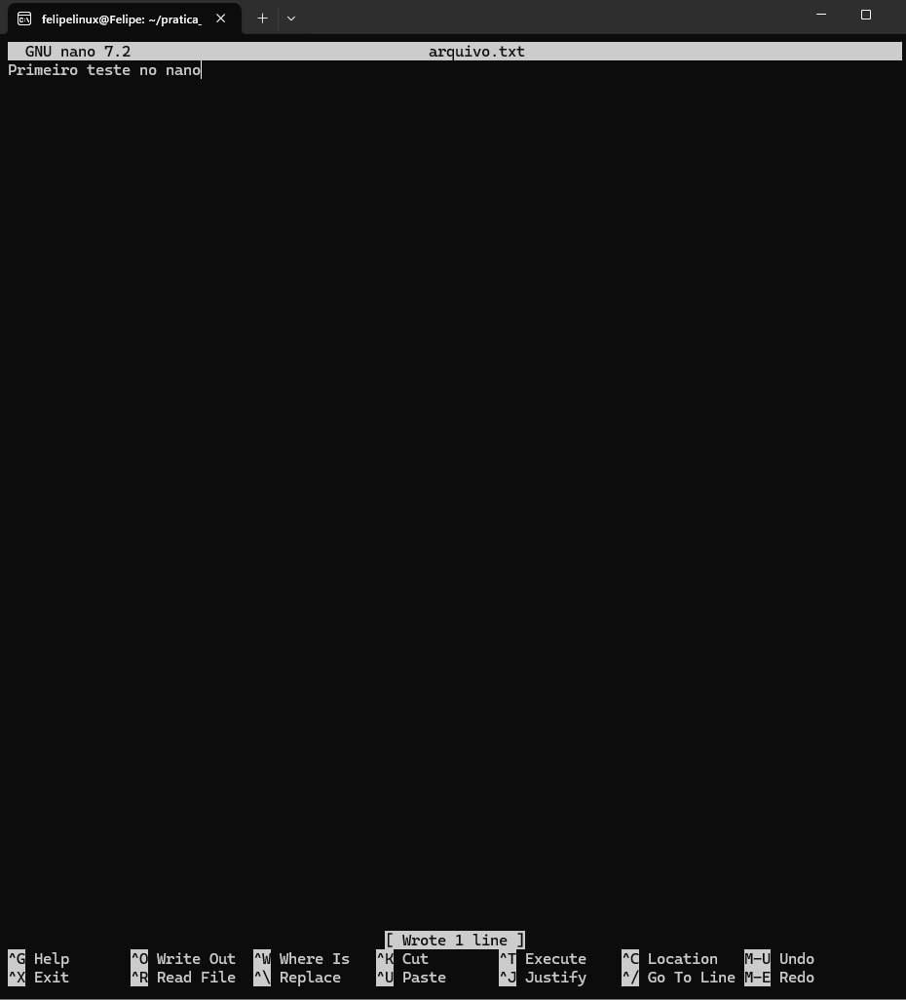 felipelinux@Felipe: ~/pratica_
GNU nano 7.2 arquivo.txt
Primeiro teste no nano
[ Wrote 1 line ]
^G Help ^O Write Out ^W Where Is ^K Cut ^T Execute ^C Location M-U Undo
^X Exit ^R Read File ^\ Replace ^U Paste ^J Justify ^/ Go To Line M-E Redo